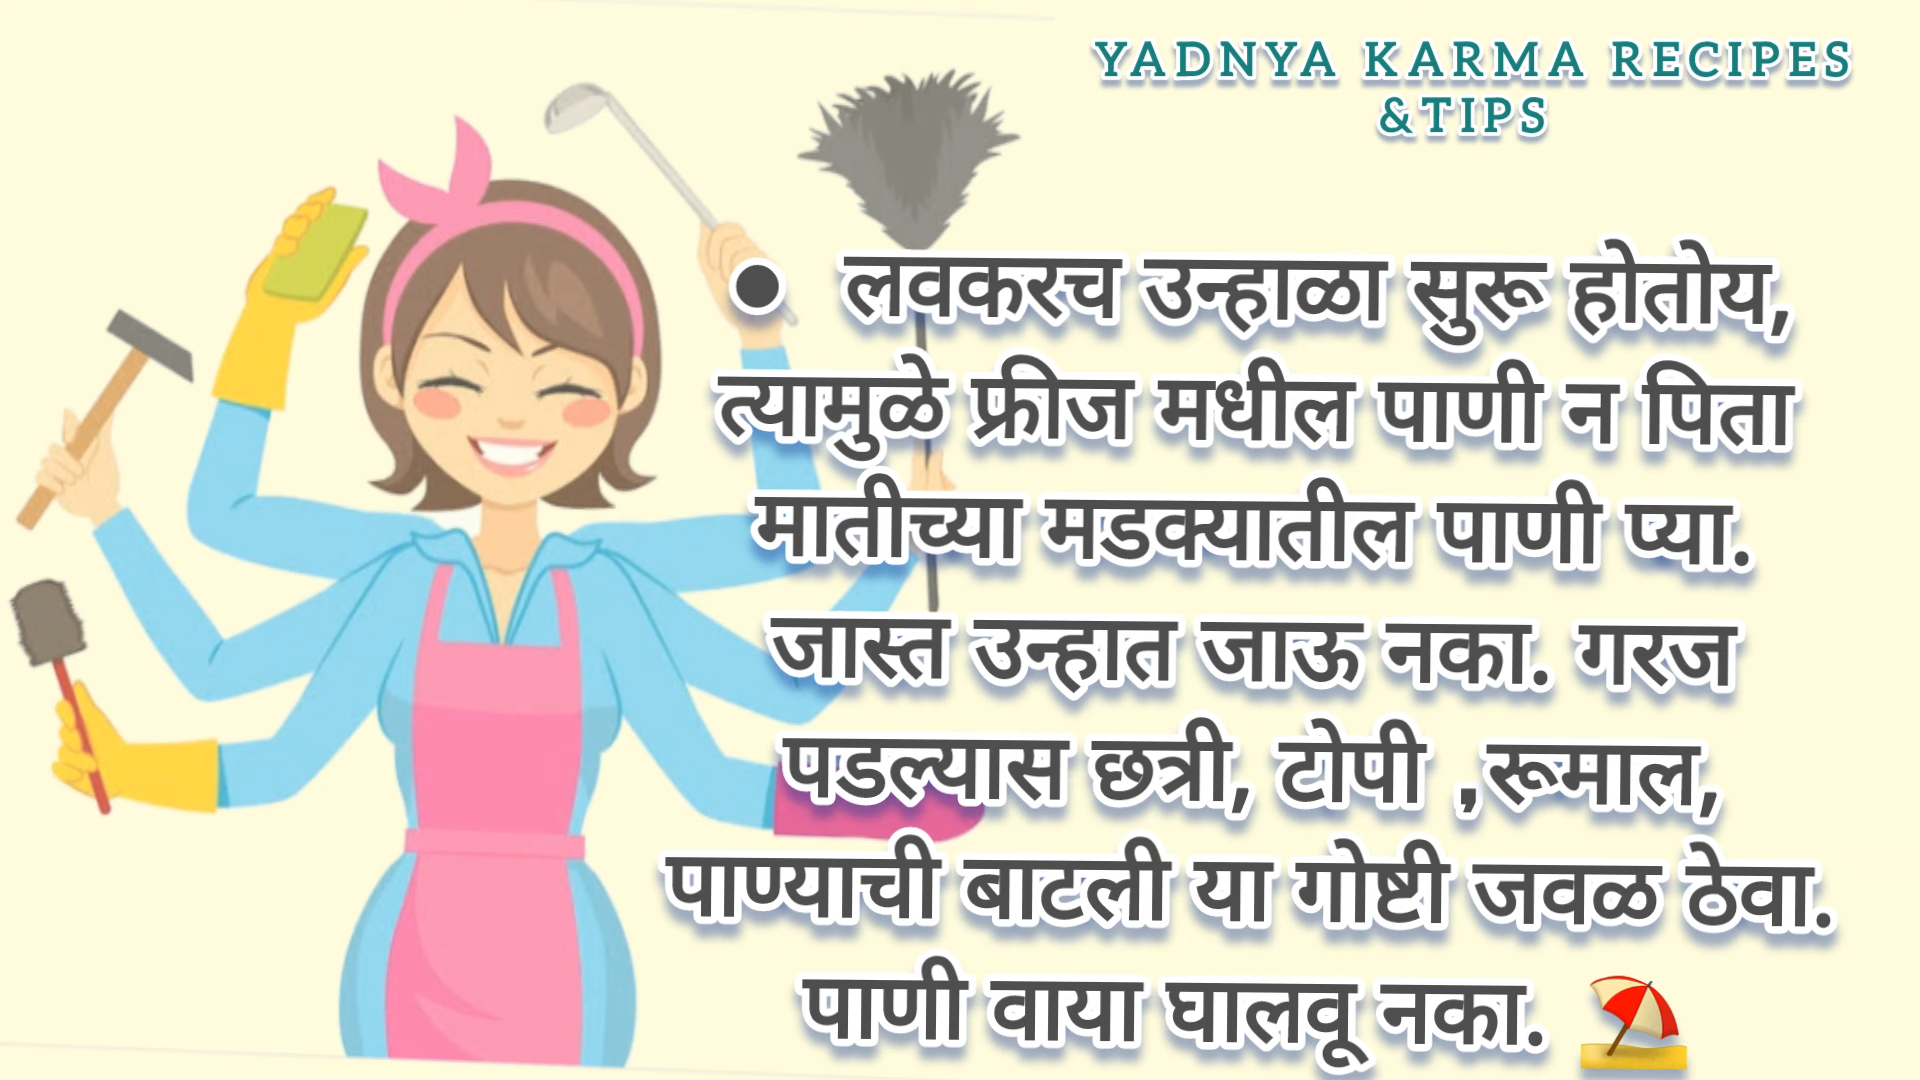 YADNYA KARMA RECIPES
&TIPS
● लवकरच उन्हाळा सुरू होतोय,
त्यामुळे फ्रीज मधील पाणी न पिता
मातीच्या मडक्यातील पाणी प्या.
जास्त उन्हात जाऊ नका. गरज
पडल्यास छत्री, टोपी ,रूमाल,
पाण्याची बाटली या गोष्टी जवळ ठेवा.
पाणी वाया घालवू नका. ⛱️